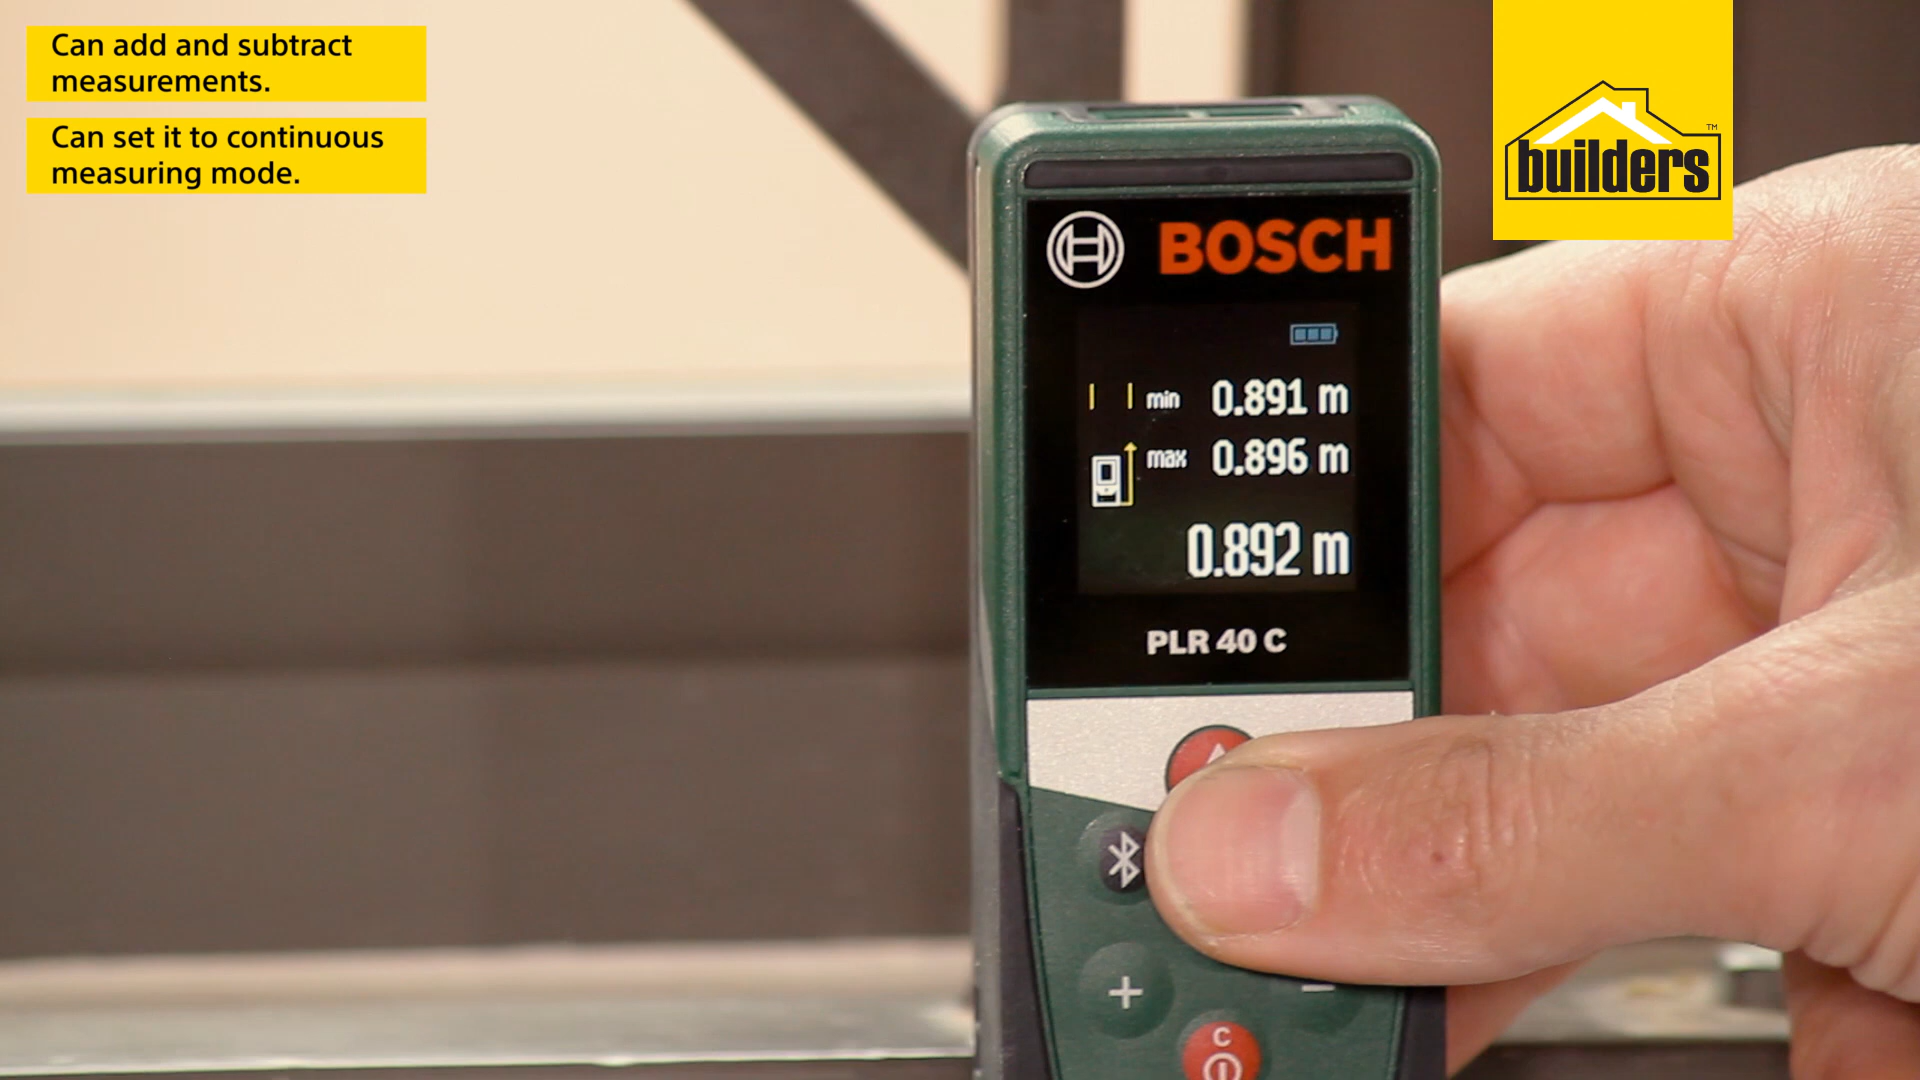 Can add and subtract
measurements.
Can set it to continuous
measuring mode.
builders
TM
BOSCH
min 0.891 m
max 0.896 m
0.892 m
PLR 40 C
+
−
C